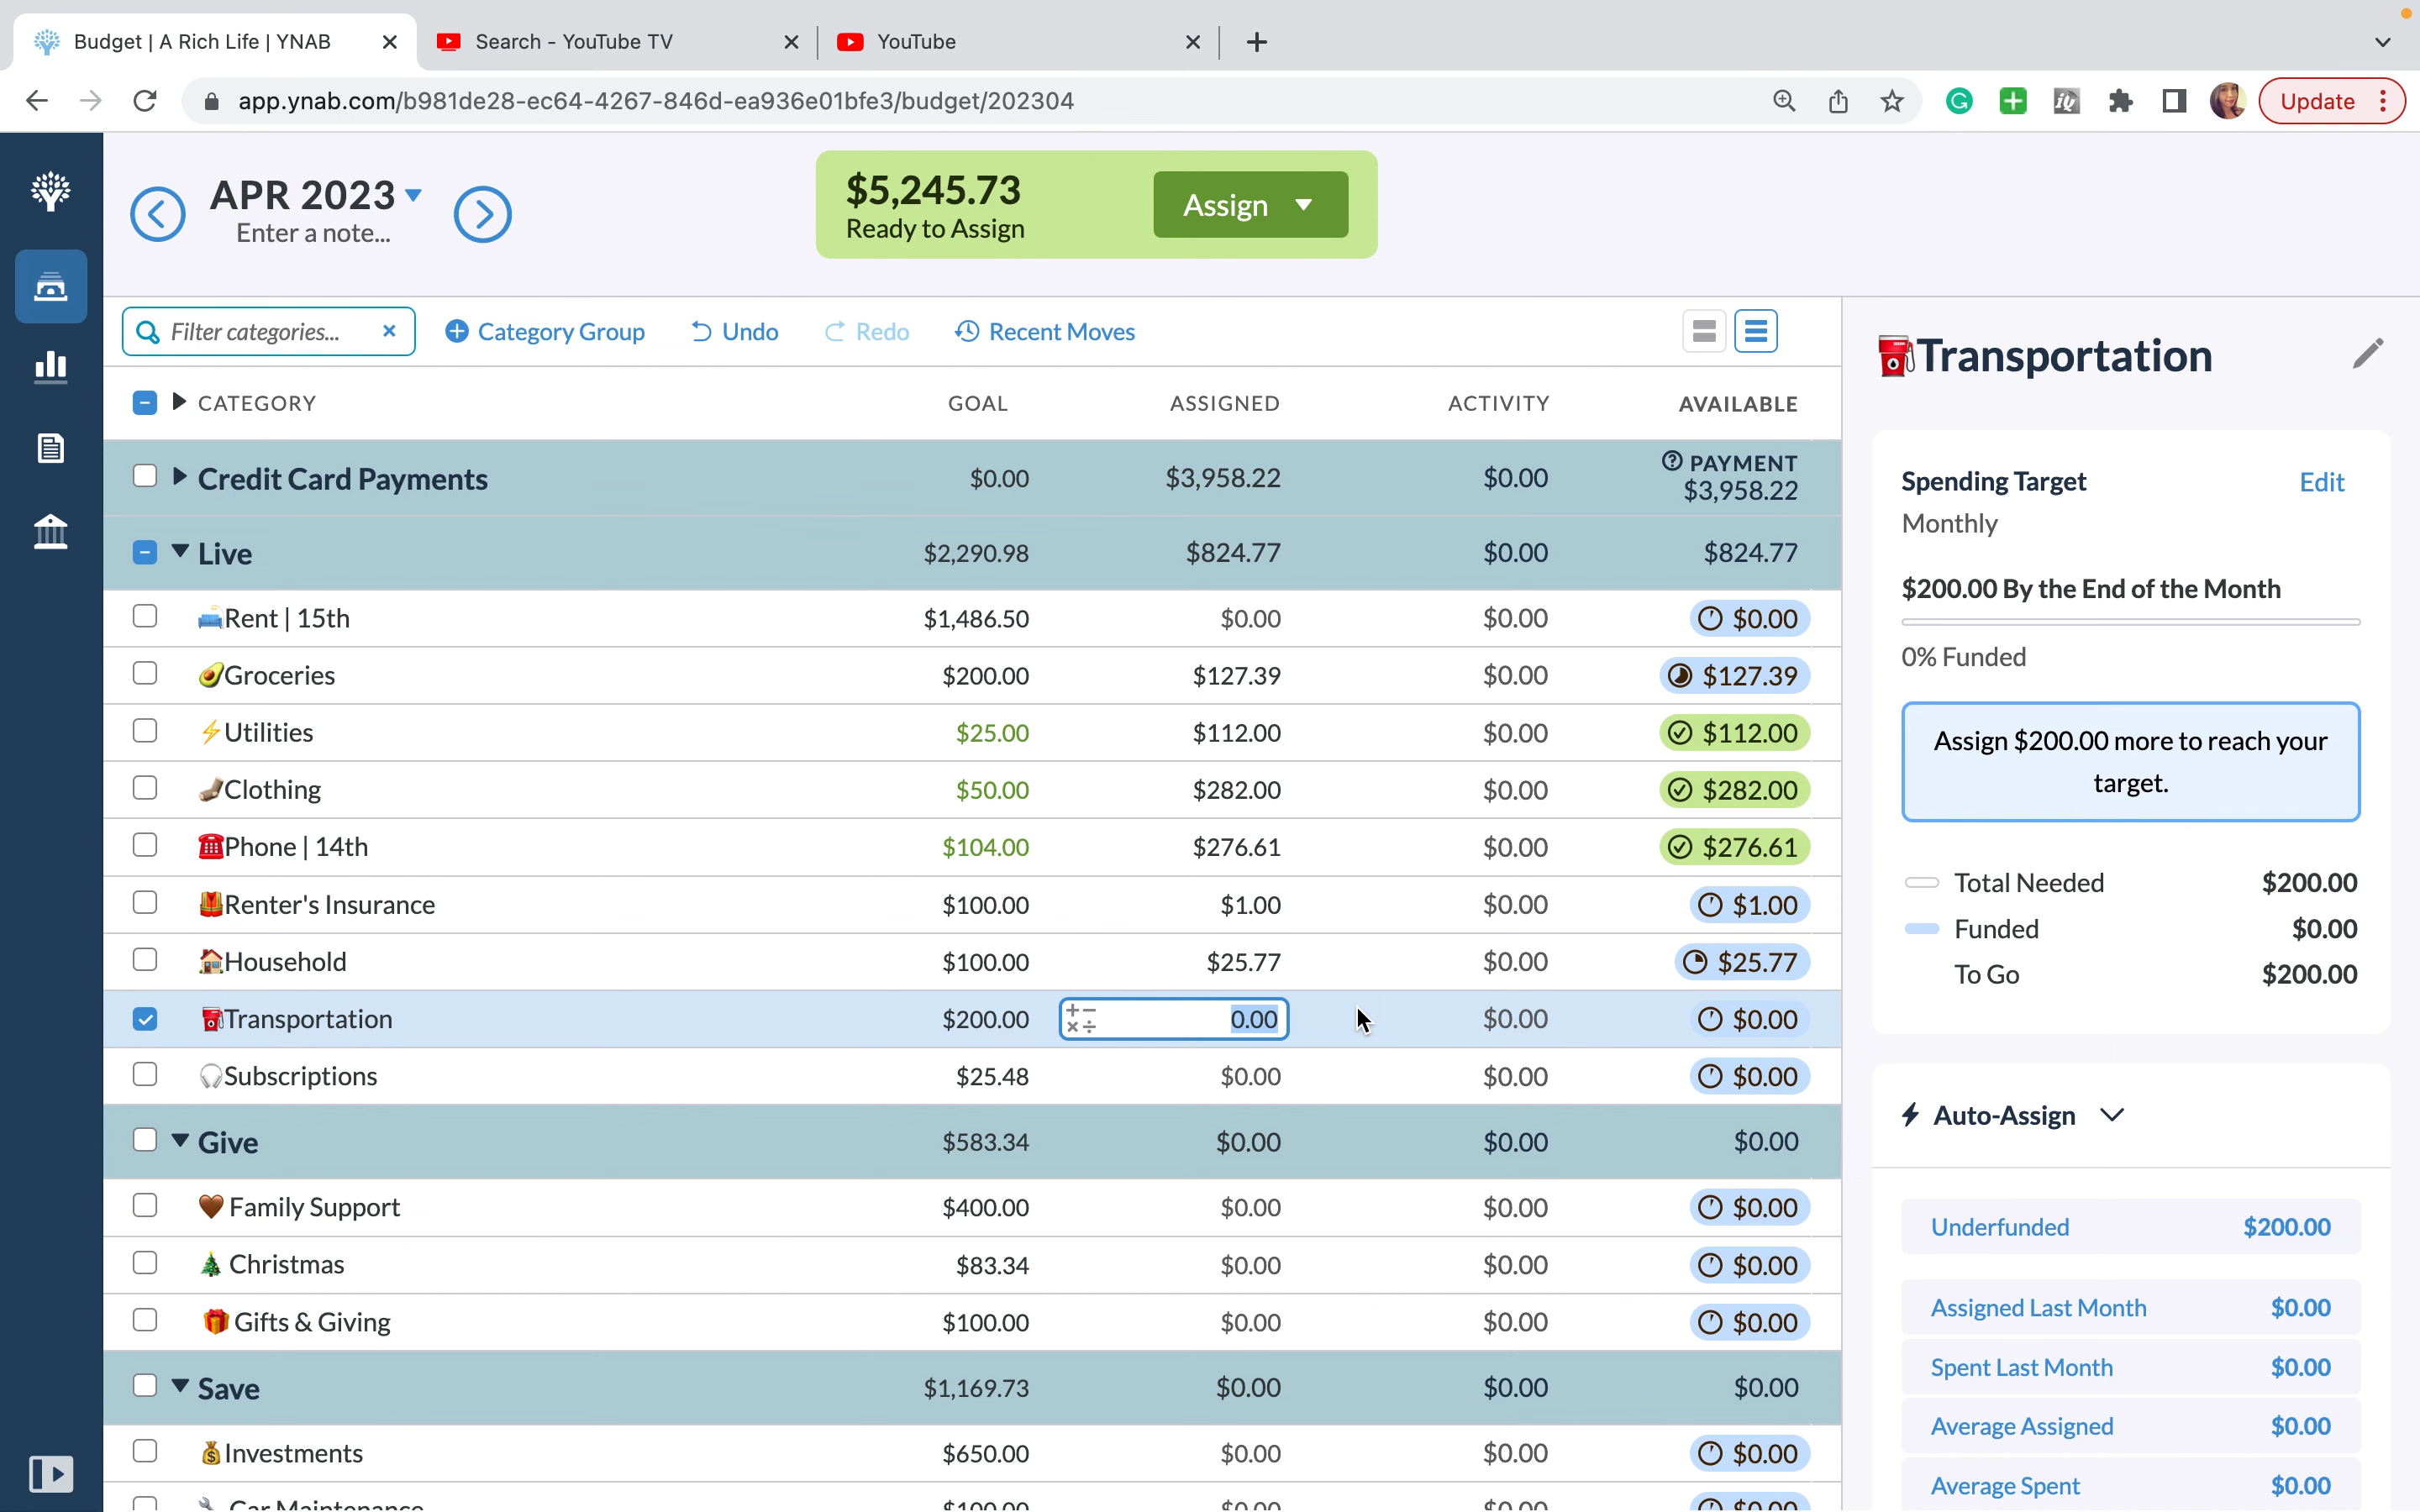 Budget | A Rich Life | YNAB
Search - YouTube TV
YouTube
app.ynab.com/b981de28-ec64-4267-846d-ea936e01bfe3/budget/202304
Update
APR 2023
Enter a note...
$5,245.73
Ready to Assign
Assign
Filter categories...
Category Group
Undo
Redo
Recent Moves
CATEGORY GOAL ASSIGNED ACTIVITY AVAILABLE
Credit Card Payments $0.00 $3,958.22 $0.00 PAYMENT $3,958.22
Live $2,290.98 $824.77 $0.00 $824.77
Rent | 15th $1,486.50 $0.00 $0.00 $0.00
Groceries $200.00 $127.39 $0.00 $127.39
Utilities $25.00 $112.00 $0.00 $112.00
Clothing $50.00 $282.00 $0.00 $282.00
Phone | 14th $104.00 $276.61 $0.00 $276.61
Renter's Insurance $100.00 $1.00 $0.00 $1.00
Household $100.00 $25.77 $0.00 $25.77
Transportation $200.00 0.00 $0.00 $0.00
Subscriptions $25.48 $0.00 $0.00 $0.00
Give $583.34 $0.00 $0.00 $0.00
Family Support $400.00 $0.00 $0.00 $0.00
Christmas $83.34 $0.00 $0.00 $0.00
Gifts & Giving $100.00 $0.00 $0.00 $0.00
Save $1,169.73 $0.00 $0.00 $0.00
Investments $650.00 $0.00 $0.00 $0.00
Car Maintenance $100.00 $0.00 $0.00 $0.00
Transportation
Spending Target Edit
Monthly
$200.00 By the End of the Month
0% Funded
Assign $200.00 more to reach your
target.
Total Needed $200.00
Funded $0.00
To Go $200.00
Auto-Assign
Underfunded $200.00
Assigned Last Month $0.00
Spent Last Month $0.00
Average Assigned $0.00
Average Spent $0.00